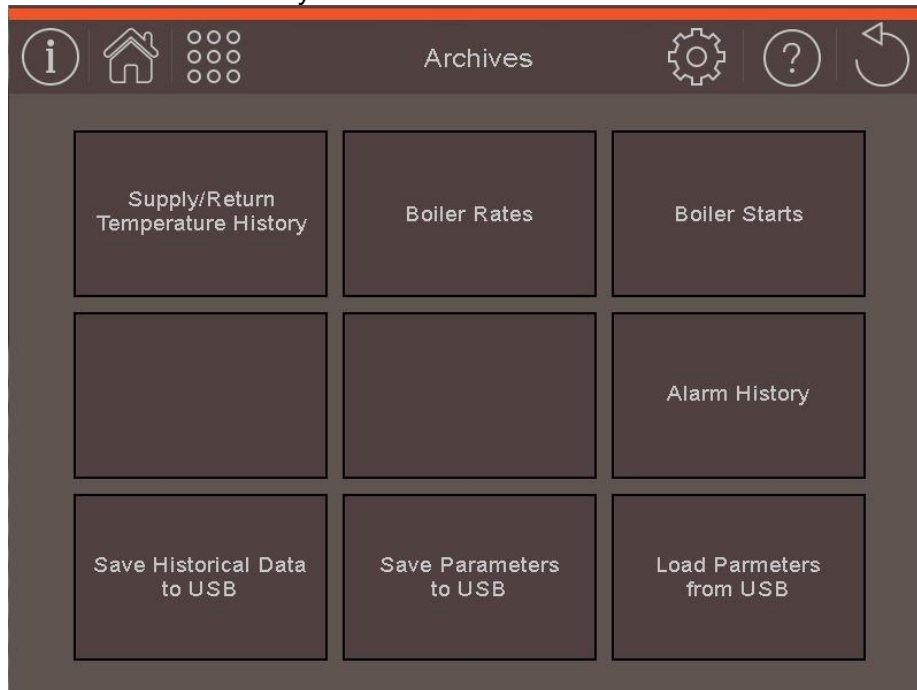 i
Archives
?
Supply/Return
Temperature History
Boiler Rates
Boiler Starts
Alarm History
Save Historical Data
to USB
Save Parameters
to USB
Load Parmeters
from USB